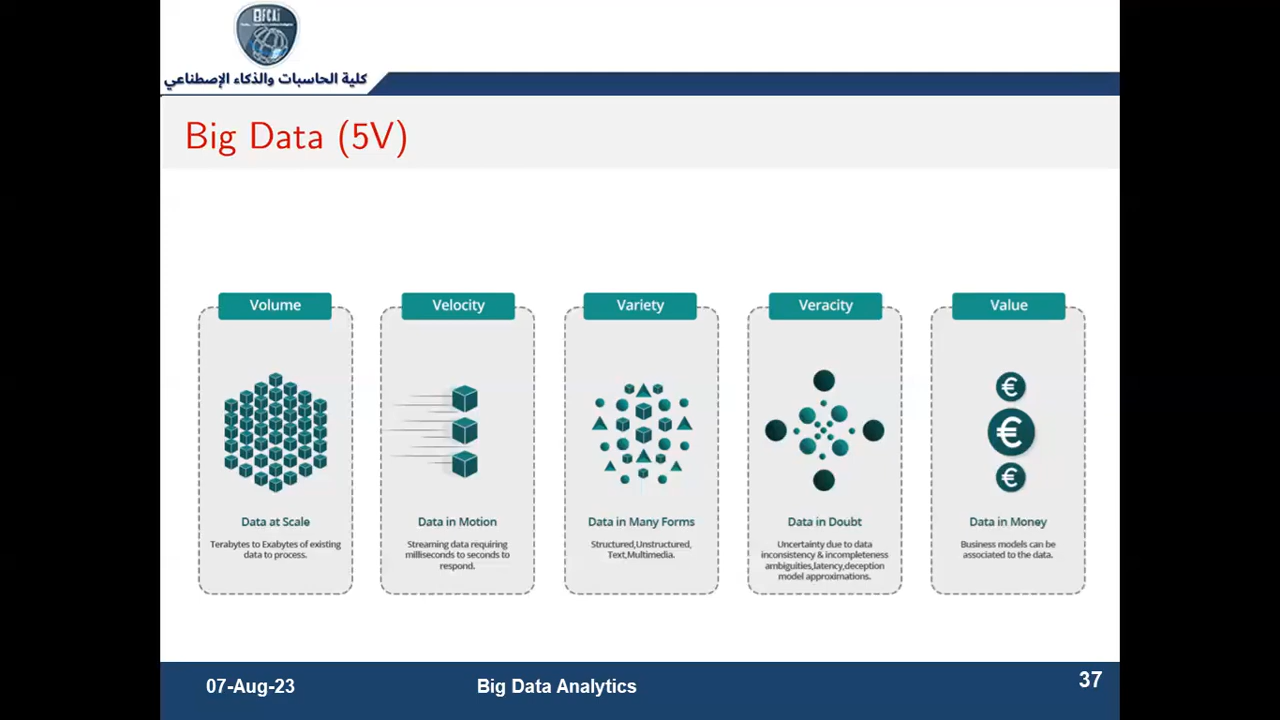 BFCAI
كلية الحاسبات والذكاء الإصطناعي
Big Data (5V)
Volume
Data at Scale
Terabytes to Exabytes of existing
data to process.
Velocity
Data in Motion
Streaming data requiring
milliseconds to seconds to
respond.
Variety
Data in Many Forms
Structured,Unstructured,
Text,Multimedia.
Veracity
Data in Doubt
Uncertainty due to data
inconsistency & incompleteness
ambiguities,latency,deception
model approximations.
Value
Data in Money
Business models can be
associated to the data.
07-Aug-23
Big Data Analytics
37